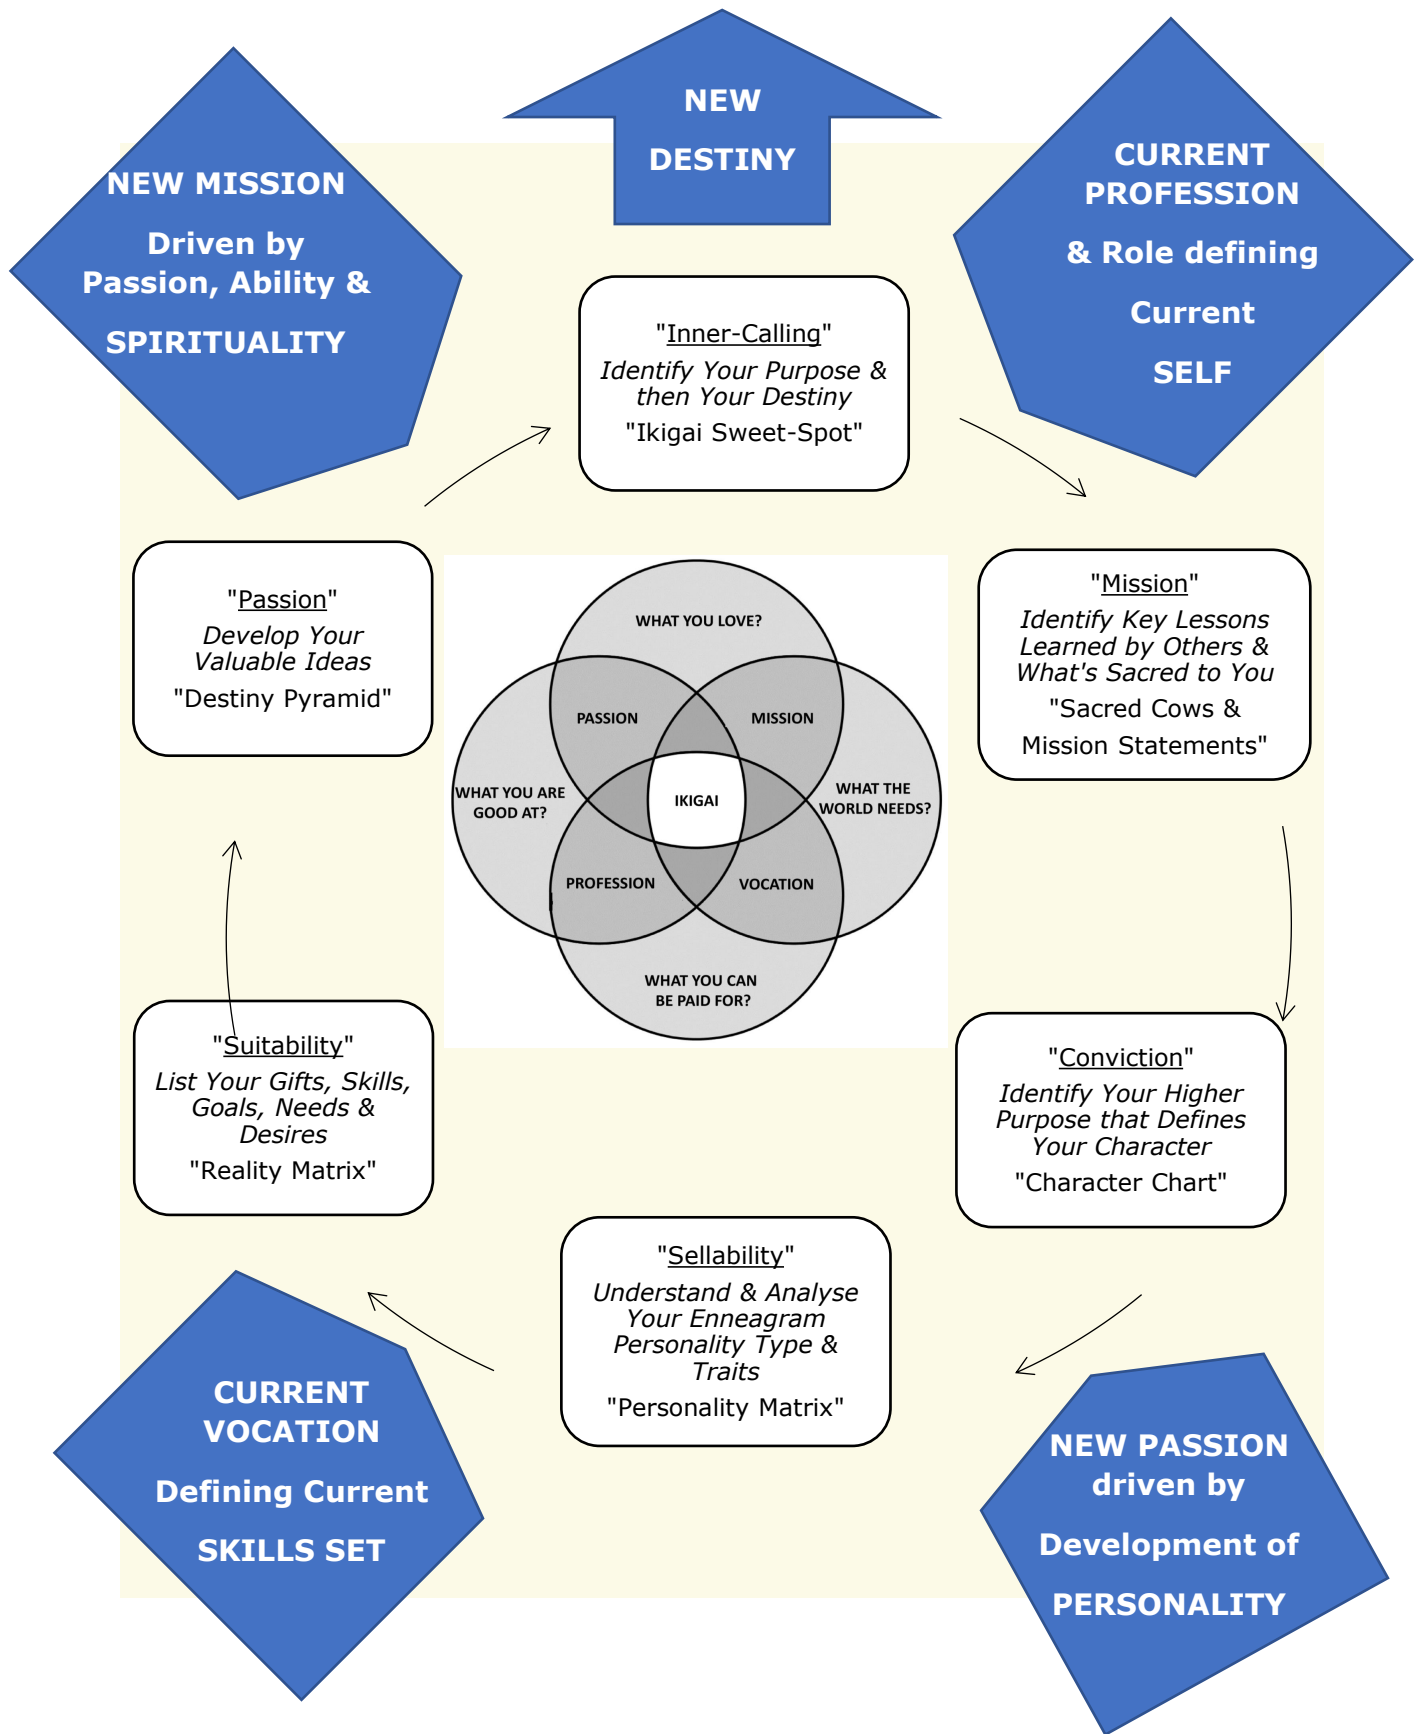 NEW
DESTINY
NEW MISSION
Driven by
Passion, Ability &
SPIRITUALITY
CURRENT
PROFESSION
& Role defining
Current
SELF
"Inner-Calling"
Identify Your Purpose &
then Your Destiny
"Ikigai Sweet-Spot"
"Passion"
Develop Your
Valuable Ideas
"Destiny Pyramid"
"Mission"
Identify Key Lessons
Learned by Others &
What's Sacred to You
"Sacred Cows &
Mission Statements"
WHAT YOU LOVE?
PASSION
MISSION
WHAT YOU ARE
GOOD AT?
IKIGAI
WHAT THE
WORLD NEEDS?
PROFESSION
VOCATION
WHAT YOU CAN
BE PAID FOR?
"Suitability"
List Your Gifts, Skills,
Goals, Needs &
Desires
"Reality Matrix"
"Conviction"
Identify Your Higher
Purpose that Defines
Your Character
"Character Chart"
"Sellability"
Understand & Analyse
Your Enneagram
Personality Type &
Traits
"Personality Matrix"
CURRENT
VOCATION
Defining Current
SKILLS SET
NEW PASSION
driven by
Development of
PERSONALITY